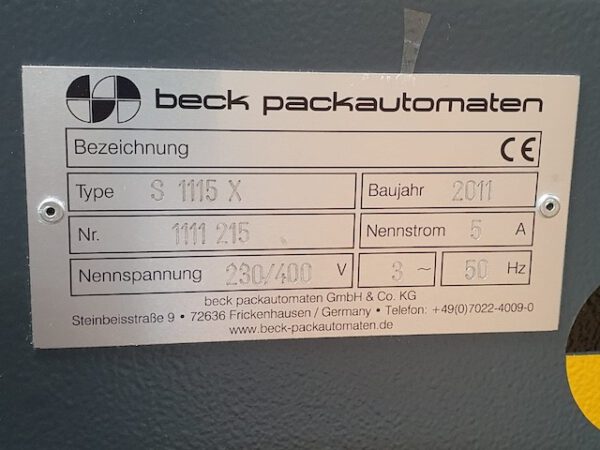 beck packautomaten
Bezeichnung CE
Type S 1115 X Baujahr 2011
Nr. 1111 215 Nennstrom 5 A
Nennspannung 230/400 V 3 ~ 50 Hz
beck packautomaten GmbH & Co. KG
Steinbeisstraße 9 • 72636 Frickenhausen / Germany • Telefon: +49(0)7022-4009-0
www.beck-packautomaten.de